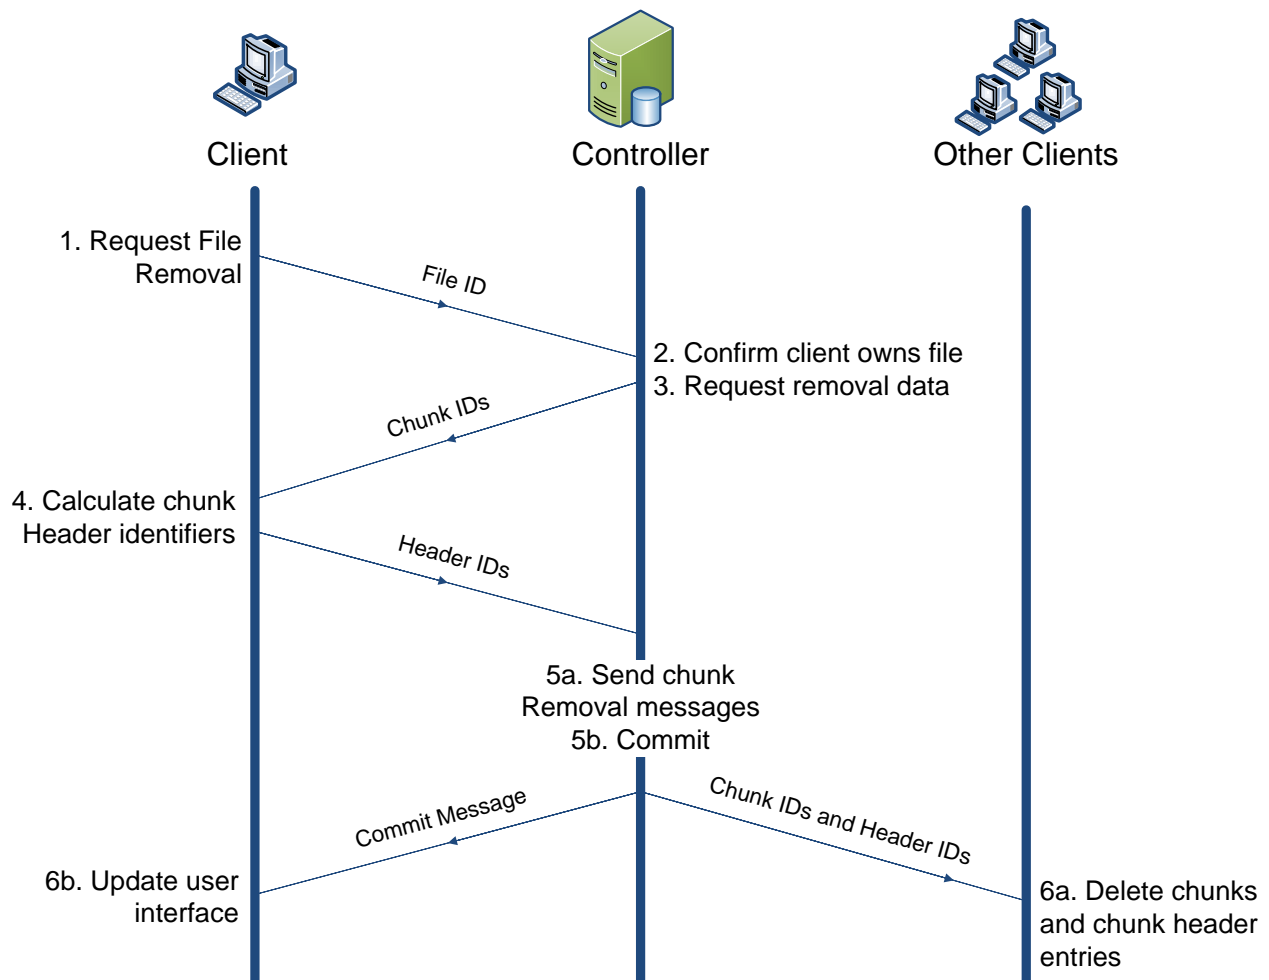 Client
Controller
Other Clients
1. Request File
Removal
File ID
2. Confirm client owns file
3. Request removal data
Chunk IDs
4. Calculate chunk
Header identifiers
Header IDs
5a. Send chunk
Removal messages
5b. Commit
Commit Message
Chunk IDs and Header IDs
6b. Update user
interface
6a. Delete chunks
and chunk header
entries